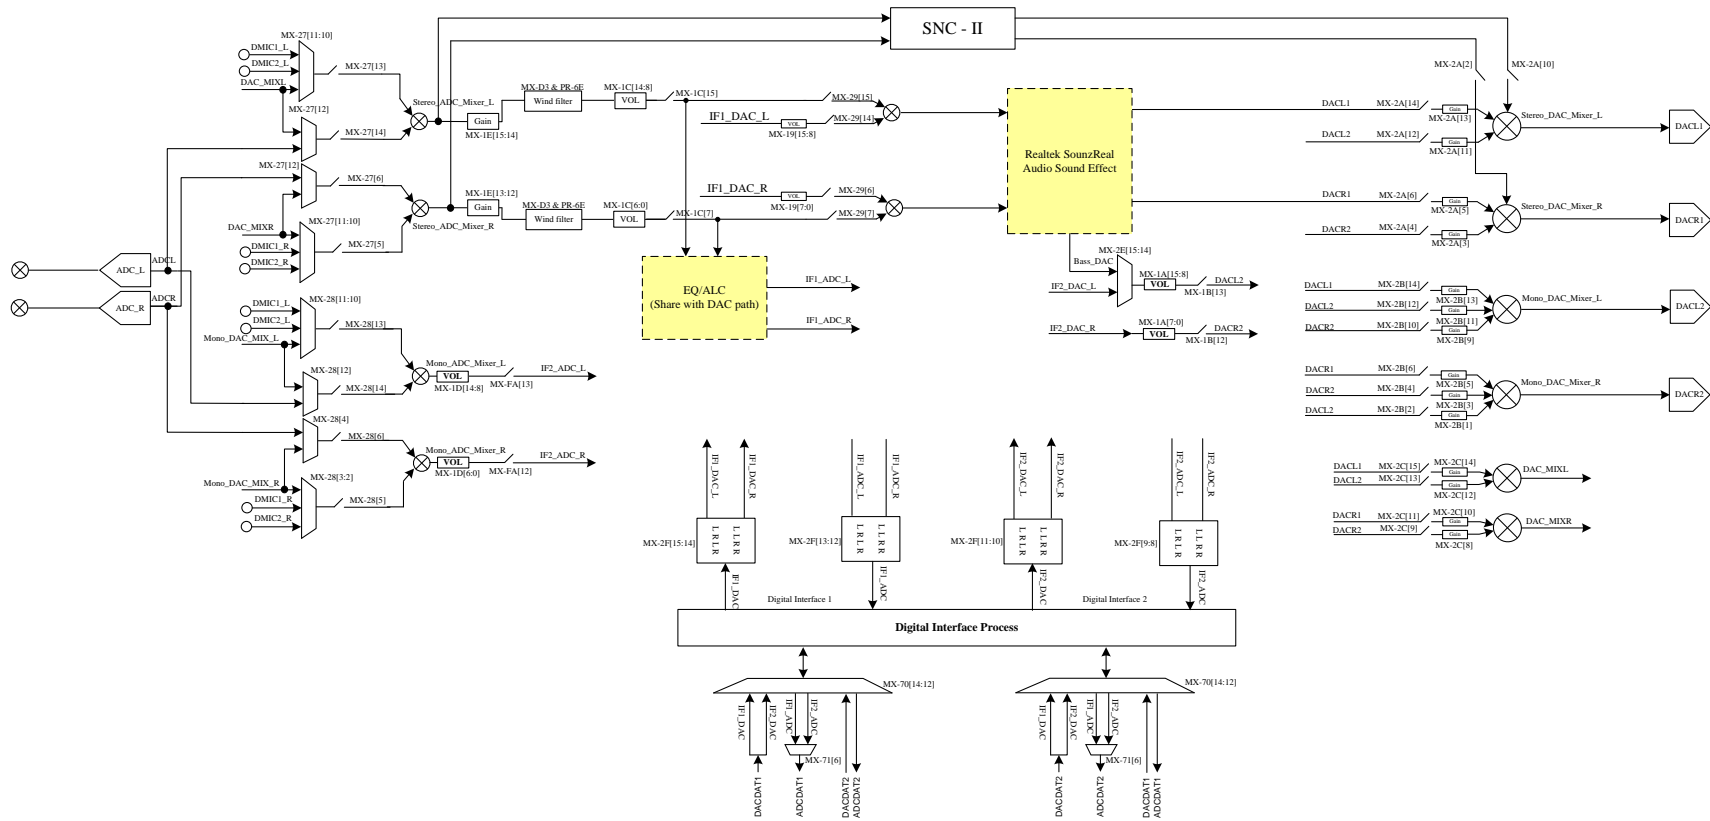 SNC - II
MX-27[11:10]
DMIC1_L
DMIC2_L
DAC_MIXL
MX-27[13]
MX-27[12]
MX-27[14]
Stereo_ADC_Mixer_L
Gain
MX-1E[15:14]
MX-D3 & PR-6E
Wind filter
MX-1C[14:8]
VOL
MX-1C[15]
IF1_DAC_L
VOL
MX-19[15:8]
MX-29[15]
MX-29[14]
MX-27[12]
MX-27[6]
MX-27[11:10]
DAC_MIXR
DMIC1_R
DMIC2_R
MX-27[5]
MX-1E[13:12]
Gain
Stereo_ADC_Mixer_R
MX-D3 & PR-6E
Wind filter
MX-1C[6:0]
VOL
MX-1C[7]
IF1_DAC_R
VOL
MX-19[7:0]
MX-29[6]
MX-29[7]
Realtek SounzReal
Audio Sound Effect
MX-2A[2]
MX-2A[10]
DACL1
MX-2A[14]
Gain
MX-2A[13]
DACL2
MX-2A[12]
Gain
MX-2A[11]
Stereo_DAC_Mixer_L
DACL1
DACR1
MX-2A[6]
Gain
MX-2A[5]
DACR2
MX-2A[4]
Gain
MX-2A[3]
Stereo_DAC_Mixer_R
DACR1
ADC_L
ADCL
ADC_R
ADCR
EQ/ALC
(Share with DAC path)
IF1_ADC_L
IF1_ADC_R
Bass_DAC
MX-2E[15:14]
IF2_DAC_L
MX-1A[15:8]
VOL
MX-1B[13]
DACL2
IF2_DAC_R
MX-1A[7:0]
VOL
MX-1B[12]
DACR2
DACL1
MX-2B[14]
Gain
MX-2B[13]
DACL2
MX-2B[12]
Gain
MX-2B[11]
DACR2
MX-2B[10]
Gain
MX-2B[9]
Mono_DAC_Mixer_L
DACL2
DACR1
MX-2B[6]
Gain
MX-2B[5]
DACR2
MX-2B[4]
Gain
MX-2B[3]
DACL2
MX-2B[2]
Gain
MX-2B[1]
Mono_DAC_Mixer_R
DACR2
DMIC1_L
MX-28[11:10]
DMIC2_L
Mono_DAC_MIX_L
MX-28[13]
MX-28[12]
MX-28[14]
Mono_ADC_Mixer_L
VOL
MX-1D[14:8]
MX-FA[13]
IF2_ADC_L
MX-28[4]
MX-28[6]
Mono_DAC_MIX_R
MX-28[3:2]
DMIC1_R
DMIC2_R
MX-28[5]
Mono_ADC_Mixer_R
VOL
MX-1D[6:0]
MX-FA[12]
IF2_ADC_R
DACL1
MX-2C[15]
MX-2C[14]
Gain
DACL2
MX-2C[13]
Gain
MX-2C[12]
DAC_MIXL
DACR1
MX-2C[11]
MX-2C[10]
Gain
DACR2
MX-2C[9]
Gain
MX-2C[8]
DAC_MIXR
IF1_DAC_L
IF1_DAC_R
IF1_ADC_L
IF1_ADC_R
IF2_DAC_L
IF2_DAC_R
IF2_ADC_L
IF2_ADC_R
MX-2F[15:14]
L L
R L
L R
R R
MX-2F[13:12]
L L
R L
L R
R R
MX-2F[11:10]
L L
R L
L R
R R
MX-2F[9:8]
L L
R L
L R
R R
IF1_DAC
IF1_ADC
IF2_DAC
IF2_ADC
Digital Interface 1
Digital Interface 2
Digital Interface Process
MX-70[14:12]
MX-70[14:12]
IF1_DAC
IF2_DAC
IF1_ADC
IF2_ADC
MX-71[6]
DACDAT1
ADCDAT1
DACDAT2
ADCDAT2
IF1_DAC
IF2_DAC
IF1_ADC
IF2_ADC
MX-71[6]
DACDAT2
ADCDAT2
DACDAT1
ADCDAT1